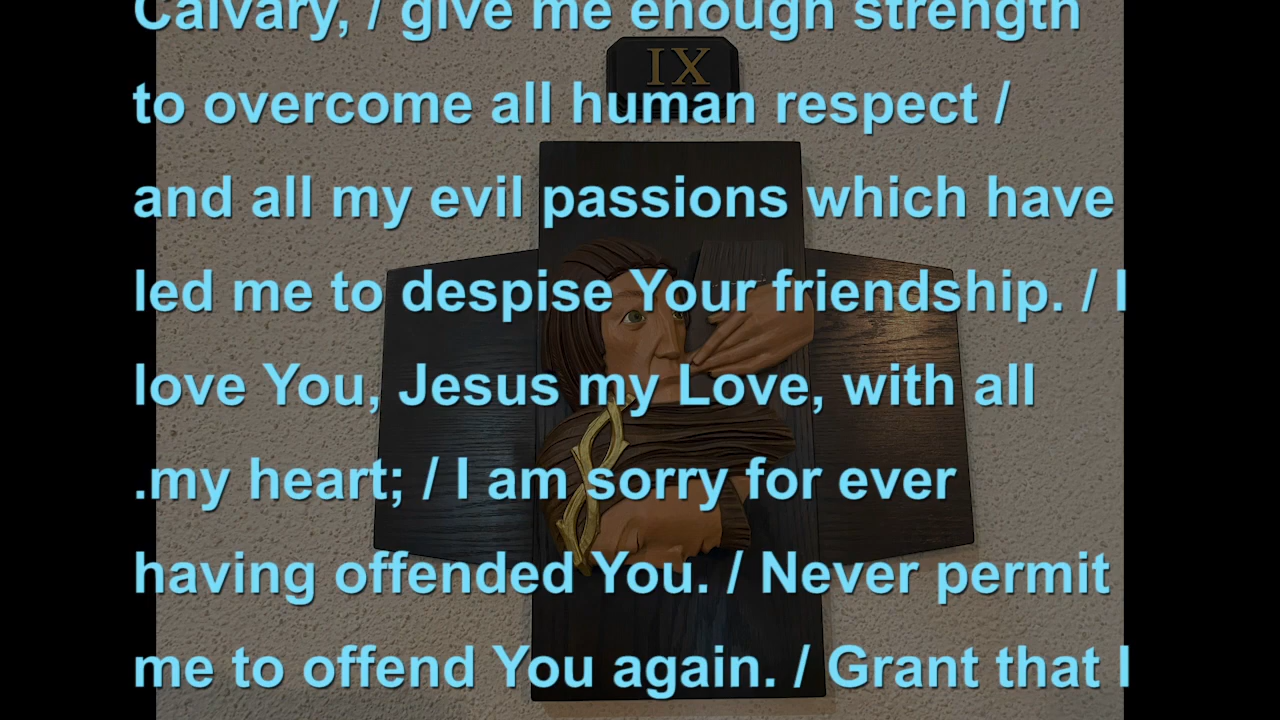 Calvary, / give me enough strength
IX
to overcome all human respect /
and all my evil passions which have
led me to despise Your friendship. / I
love You, Jesus my Love, with all
.my heart; / I am sorry for ever
having offended You. / Never permit
me to offend You again. / Grant that I